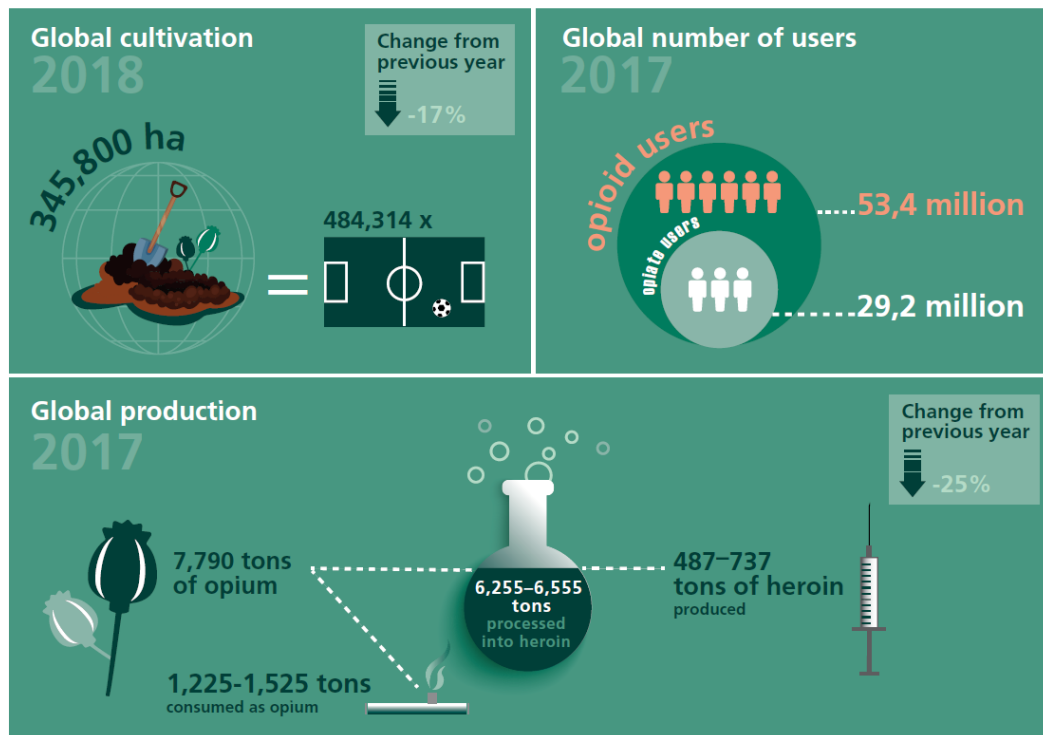 Global cultivation
2018
Change from
previous year
-17%
345,800 ha
484,314 x
Global number of users
2017
opioid users
opiate users
53,4 million
29,2 million
Global production
2017
Change from
previous year
-25%
7,790 tons
of opium
6,255–6,555
tons
processed
into heroin
487–737
tons of heroin
produced
1,225-1,525 tons
consumed as opium